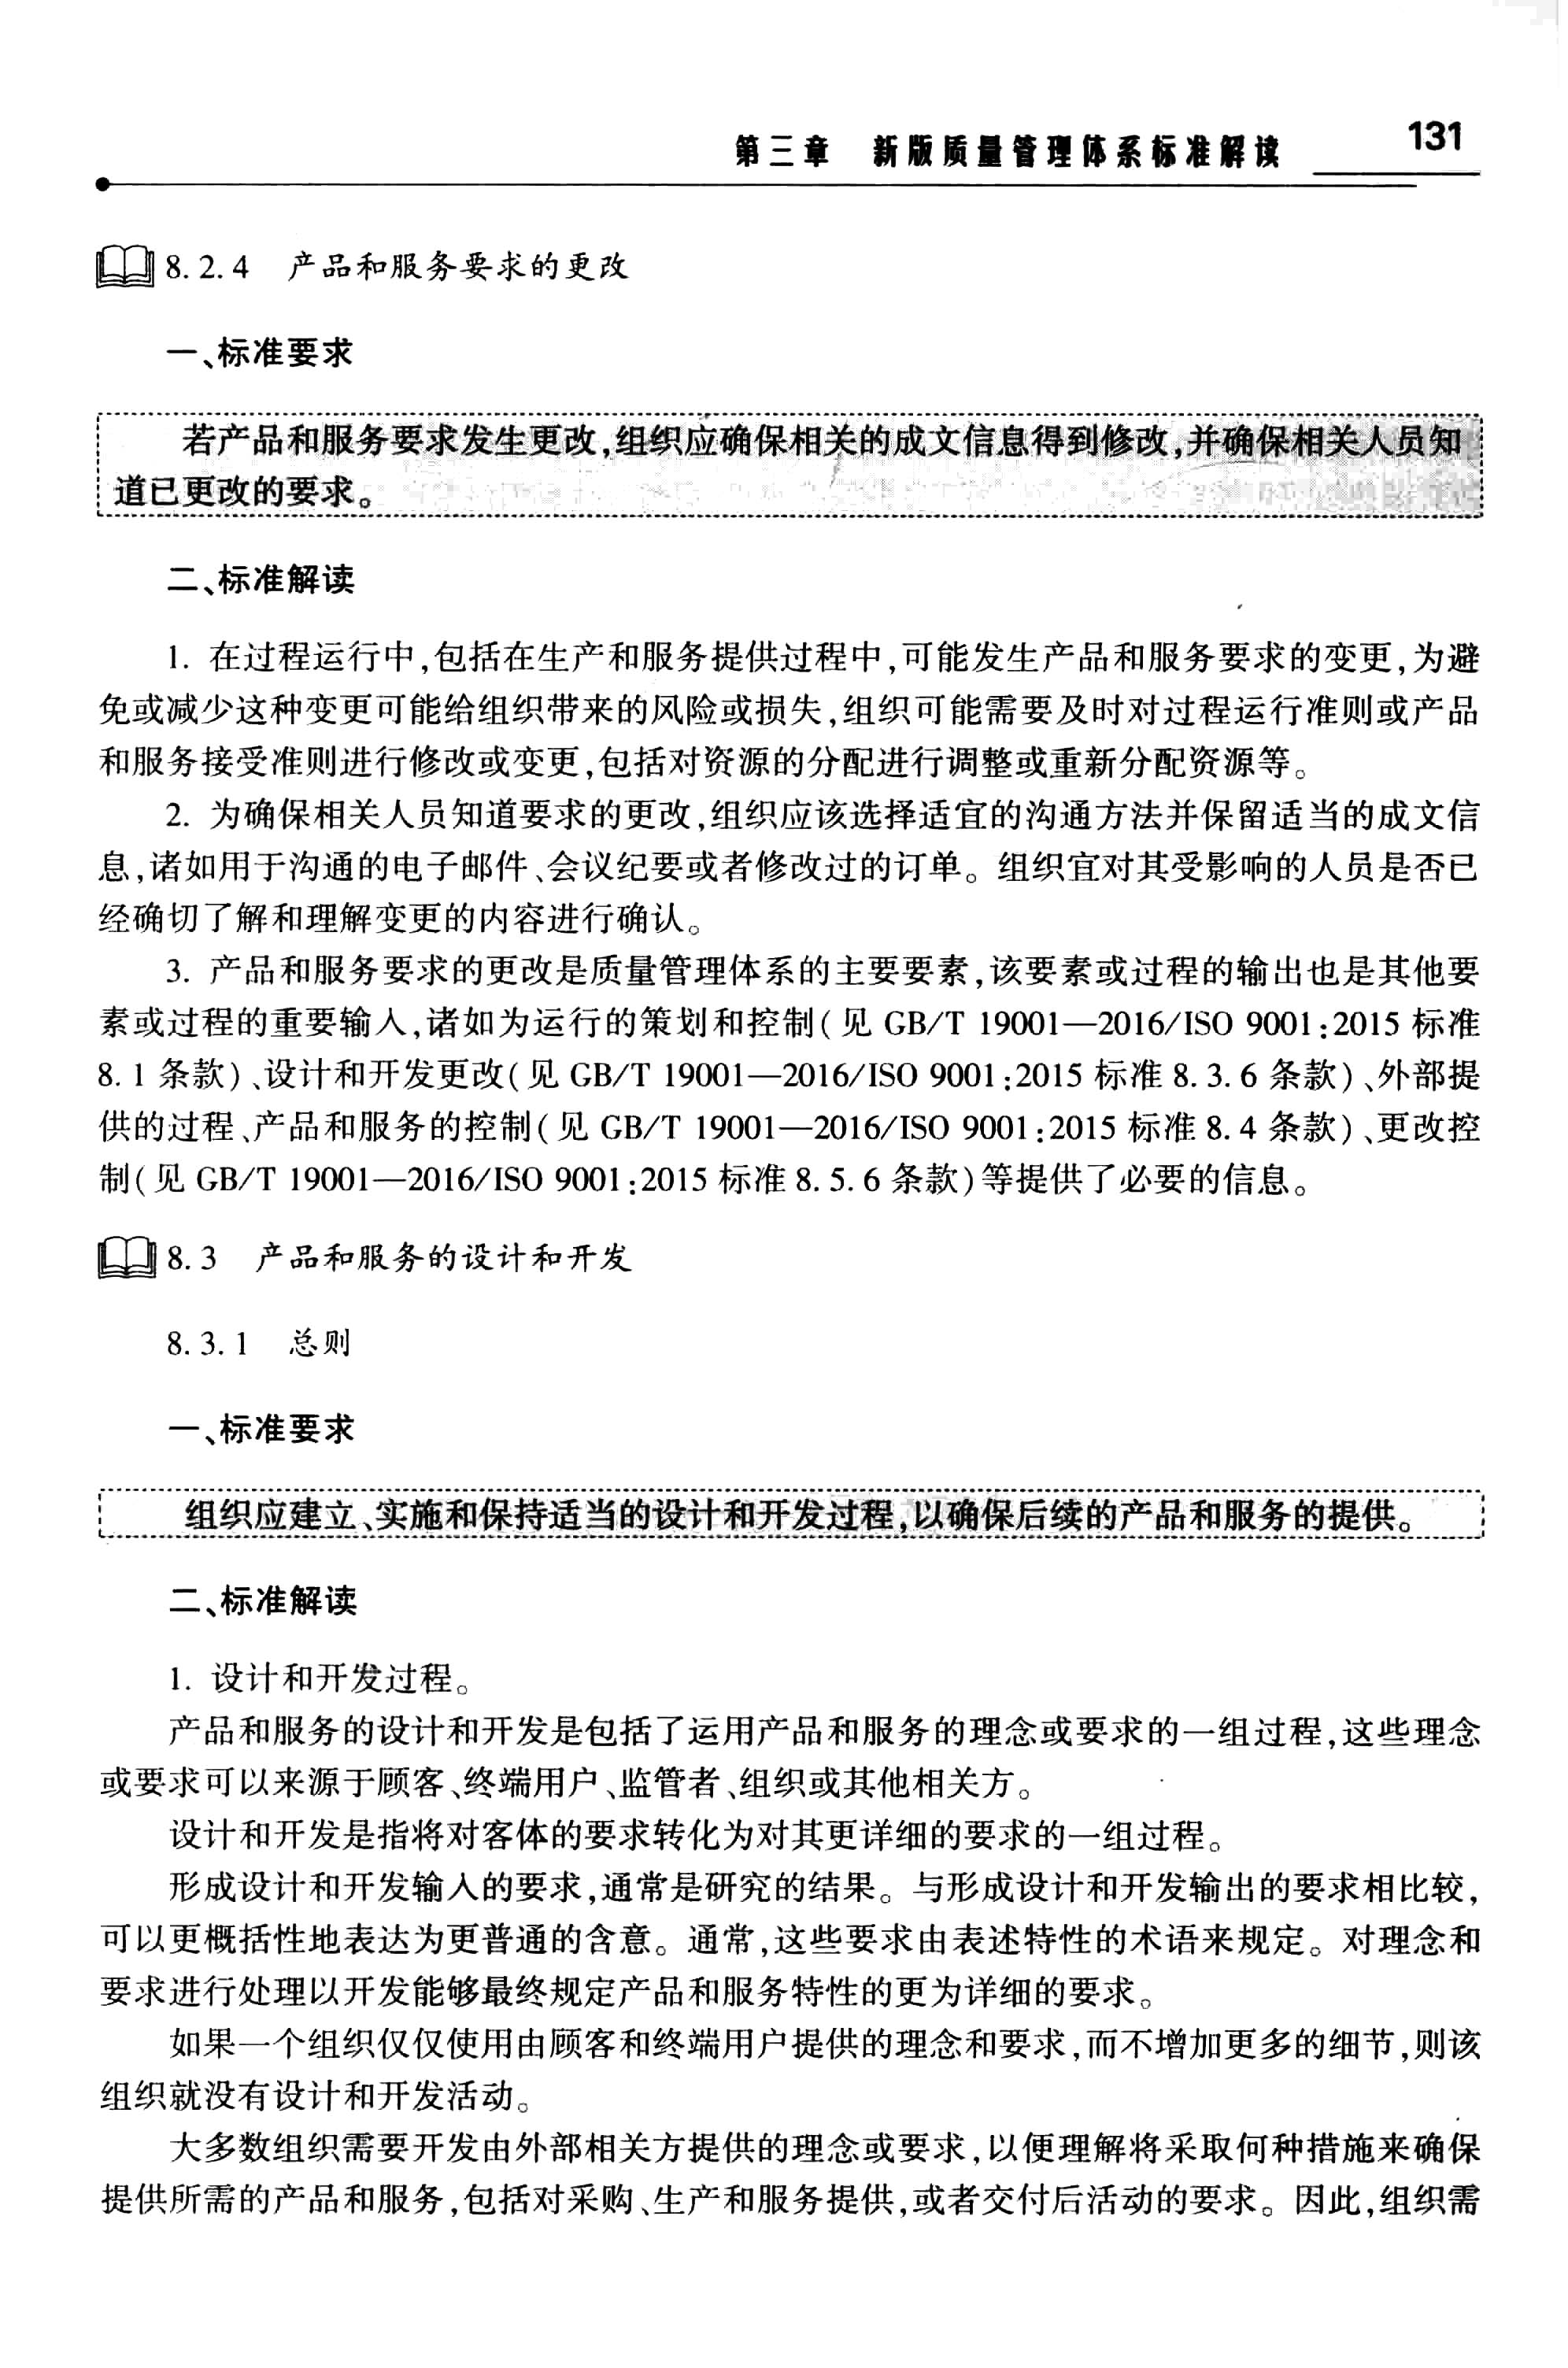 第三章 新版质量管理体系标准解读 131
8.2.4 产品和服务要求的更改
一、标准要求
若产品和服务要求发生更改,组织应确保相关的成文信息得到修改,并确保相关人员知
道已更改的要求。
二、标准解读
1. 在过程运行中,包括在生产和服务提供过程中,可能发生产品和服务要求的变更,为避
免或减少这种变更可能给组织带来的风险或损失,组织可能需要及时对过程运行准则或产品
和服务接受准则进行修改或变更,包括对资源的分配进行调整或重新分配资源等。
2. 为确保相关人员知道要求的更改,组织应该选择适宜的沟通方法并保留适当的成文信
息,诸如用于沟通的电子邮件、会议纪要或者修改过的订单。组织宜对其受影响的人员是否已
经确切了解和理解变更的内容进行确认。
3. 产品和服务要求的更改是质量管理体系的主要要素,该要素或过程的输出也是其他要
素或过程的重要输入,诸如为运行的策划和控制(见 GB/T 19001—2016/ISO 9001:2015 标准
8.1 条款)、设计和开发更改(见 GB/T 19001—2016/ISO 9001:2015 标准 8.3.6 条款)、外部提
供的过程、产品和服务的控制(见 GB/T 19001—2016/ISO 9001:2015 标准 8.4 条款)、更改控
制(见 GB/T 19001—2016/ISO 9001:2015 标准 8.5.6 条款)等提供了必要的信息。
8.3 产品和服务的设计和开发
8.3.1 总则
一、标准要求
组织应建立、实施和保持适当的设计和开发过程,以确保后续的产品和服务的提供。
二、标准解读
1. 设计和开发过程。
产品和服务的设计和开发是包括了运用产品和服务的理念或要求的一组过程,这些理念
或要求可以来源于顾客、终端用户、监管者、组织或其他相关方。
设计和开发是指将对客体的要求转化为对其更详细的要求的一组过程。
形成设计和开发输入的要求,通常是研究的结果。与形成设计和开发输出的要求相比较,
可以更概括性地表达为更普通的含意。通常,这些要求由表述特性的术语来规定。对理念和
要求进行处理以开发能够最终规定产品和服务特性的更为详细的要求。
如果一个组织仅仅使用由顾客和终端用户提供的理念和要求,而不增加更多的细节,则该
组织就没有设计和开发活动。
大多数组织需要开发由外部相关方提供的理念或要求,以便理解将采取何种措施来确保
提供所需的产品和服务,包括对采购、生产和服务提供,或者交付后活动的要求。因此,组织需